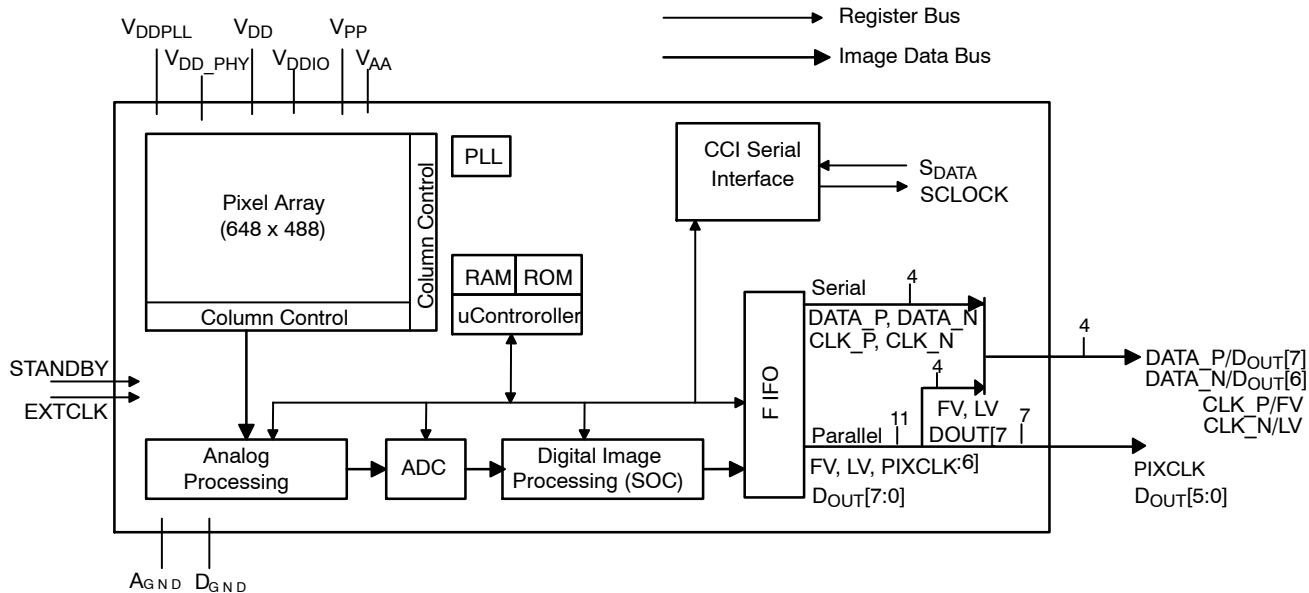 Register Bus
Image Data Bus
VDDPLL
VDD
VPP
VDD_PHY
VDDIO
VAA
Pixel Array
(648 x 488)
Column Control
Column Control
PLL
CCI Serial
Interface
SDATA
SCLOCK
RAM
ROM
uControroller
STANDBY
EXTCLK
Analog
Processing
ADC
Digital Image
Processing (SOC)
F IFO
Serial
4
DATA_P, DATA_N
CLK_P, CLK_N
4
FV, LV
DOUT[7
:6]
Parallel
11
7
FV, LV, PIXCLK
DOUT[7:0]
4
DATA_P/DOUT[7]
DATA_N/DOUT[6]
CLK_P/FV
CLK_N/LV
PIXCLK
DOUT[5:0]
AGND
DGND